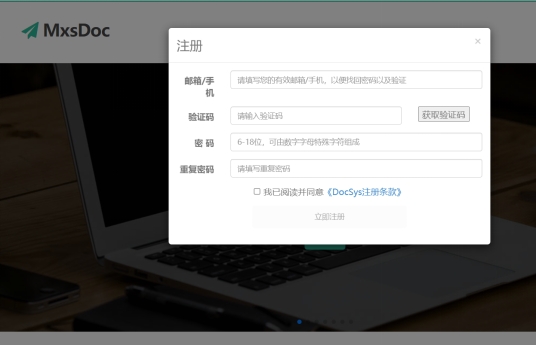 MxsDoc
注册
×
邮箱/手
机
请填写您的有效邮箱/手机，以便找回密码以及验证
验证码
请输入验证码
获取验证码
密 码
6-18位，可由数字字母特殊字符组成
重复密码
请填写重复密码
我已阅读并同意《DocSys注册条款》
立即注册